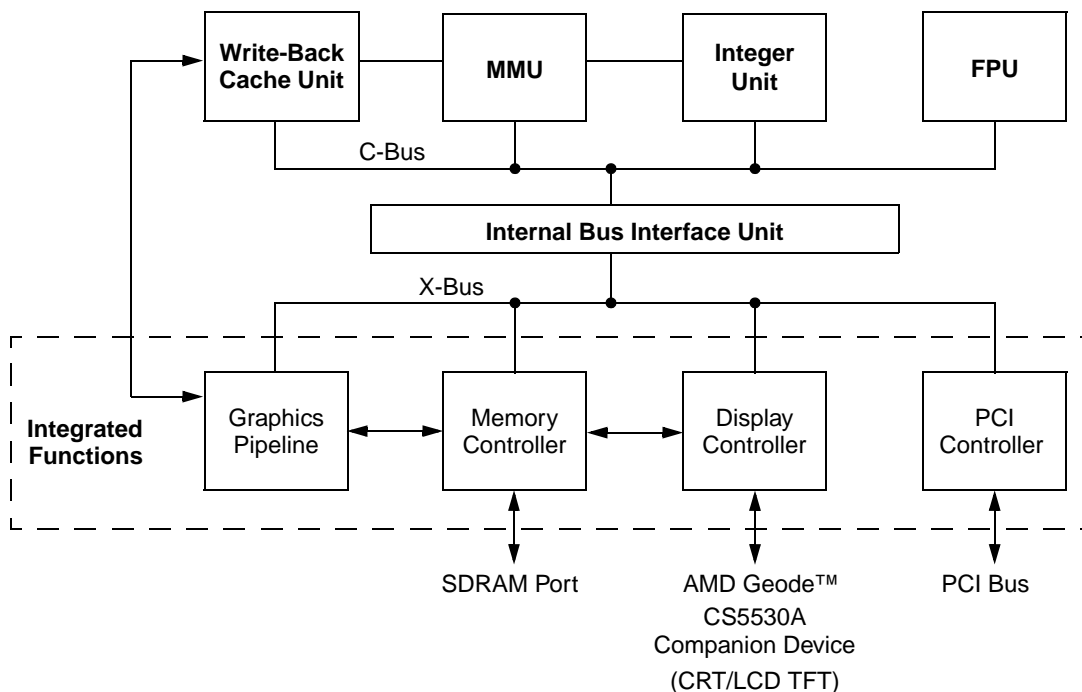 Write-Back
Cache Unit
MMU
Integer
Unit
FPU
C-Bus
Internal Bus Interface Unit
X-Bus
Integrated
Functions
Graphics
Pipeline
Memory
Controller
Display
Controller
PCI
Controller
SDRAM Port
AMD Geode™
CS5530A
Companion Device
(CRT/LCD TFT)
PCI Bus